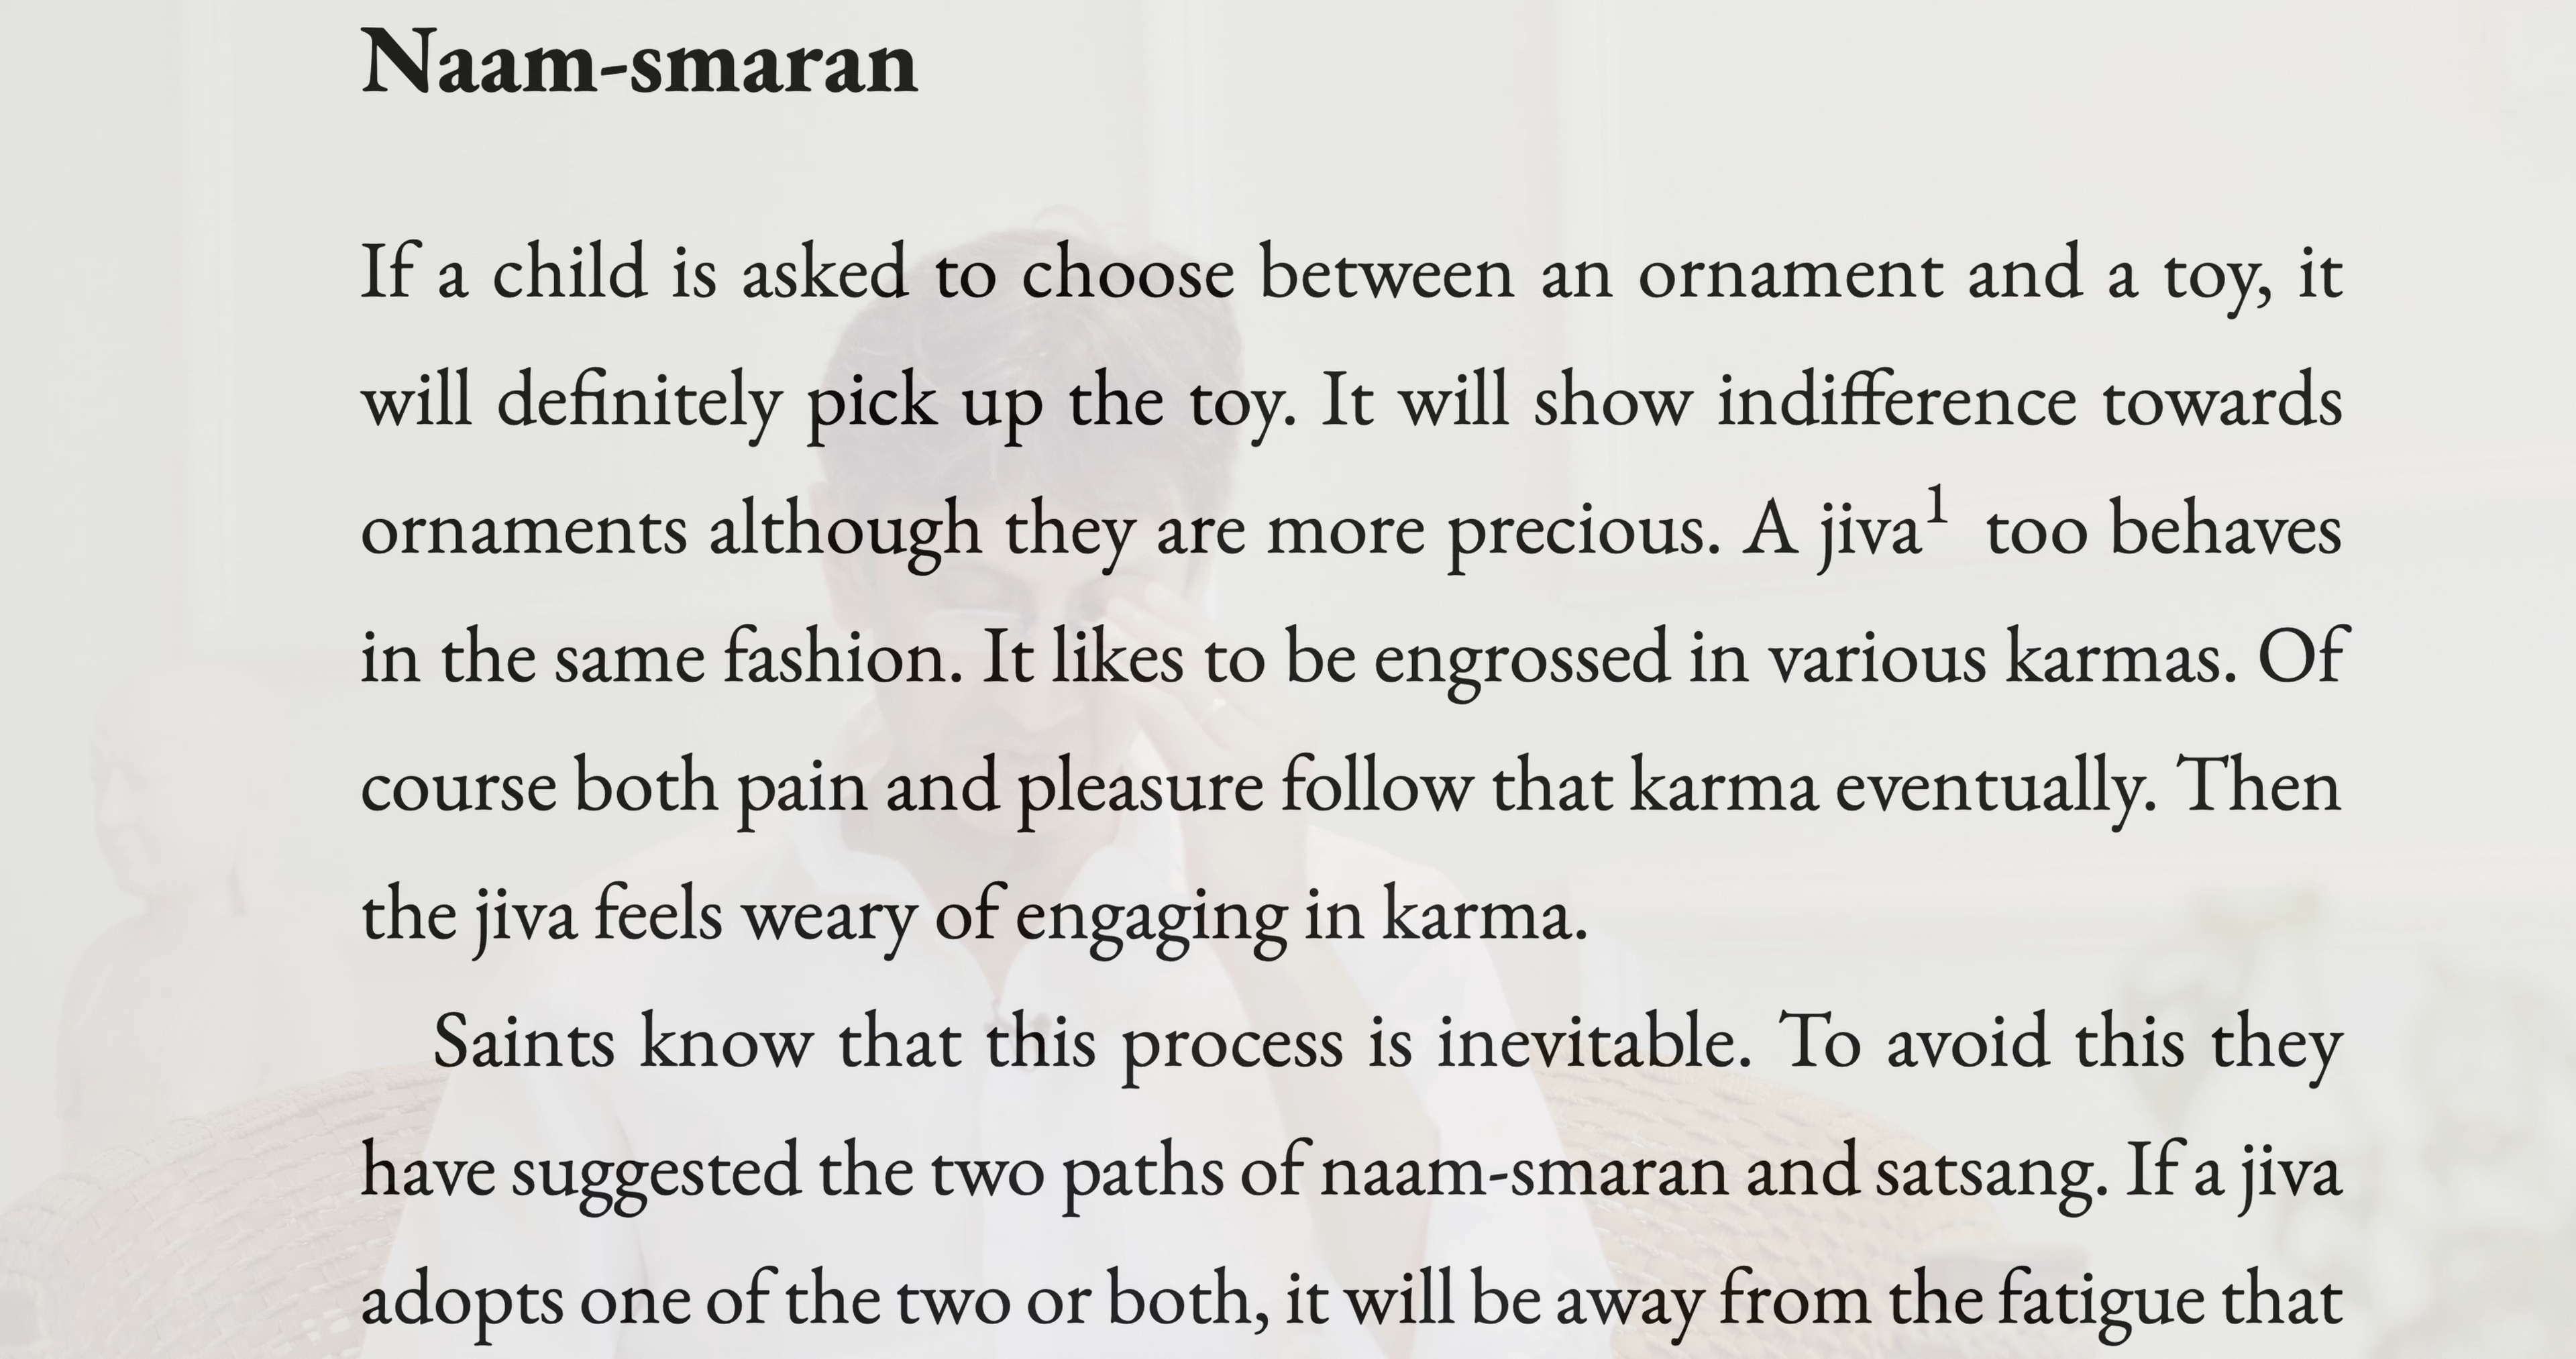 Naam-smaran
If a child is asked to choose between an ornament and a toy, it
will definitely pick up the toy. It will show indifference towards
ornaments although they are more precious. A jiva¹ too behaves
in the same fashion. It likes to be engrossed in various karmas. Of
course both pain and pleasure follow that karma eventually. Then
the jiva feels weary of engaging in karma.
Saints know that this process is inevitable. To avoid this they
have suggested the two paths of naam-smaran and satsang. If a jiva
adopts one of the two or both, it will be away from the fatigue that